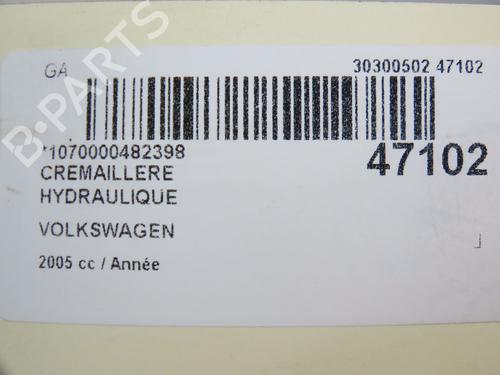 GA 30300502 47102
B-PARTS
*1070000482398 47102
CREMAILLERE
HYDRAULIQUE
VOLKSWAGEN
2005 cc / Année